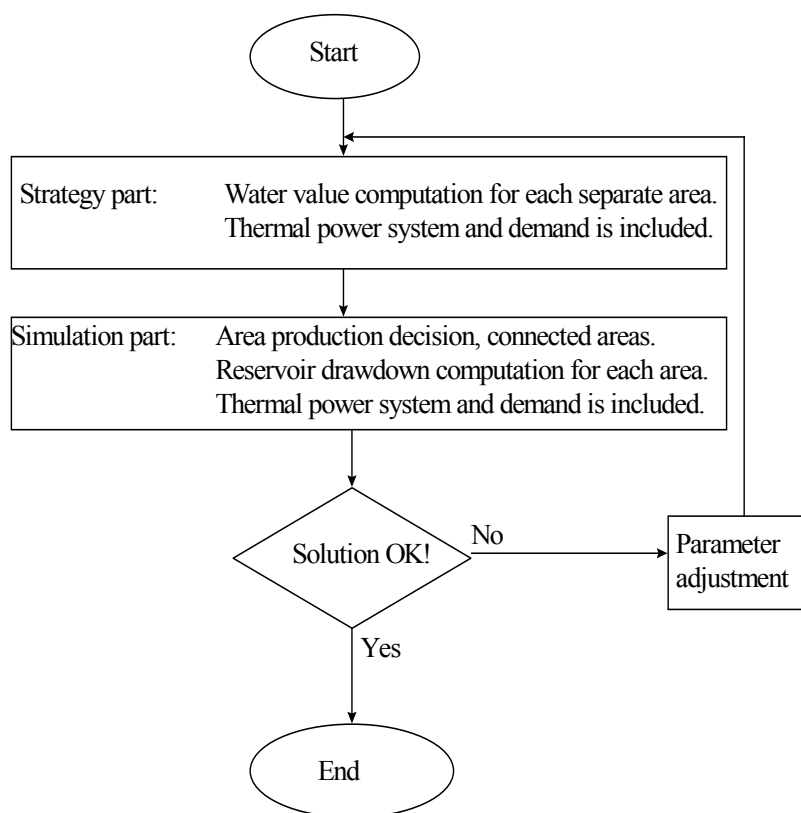 Start
Strategy part: Water value computation for each separate area.
Thermal power system and demand is included.
Simulation part: Area production decision, connected areas.
Reservoir drawdown computation for each area.
Thermal power system and demand is included.
Solution OK!
No
Parameter
adjustment
Yes
End